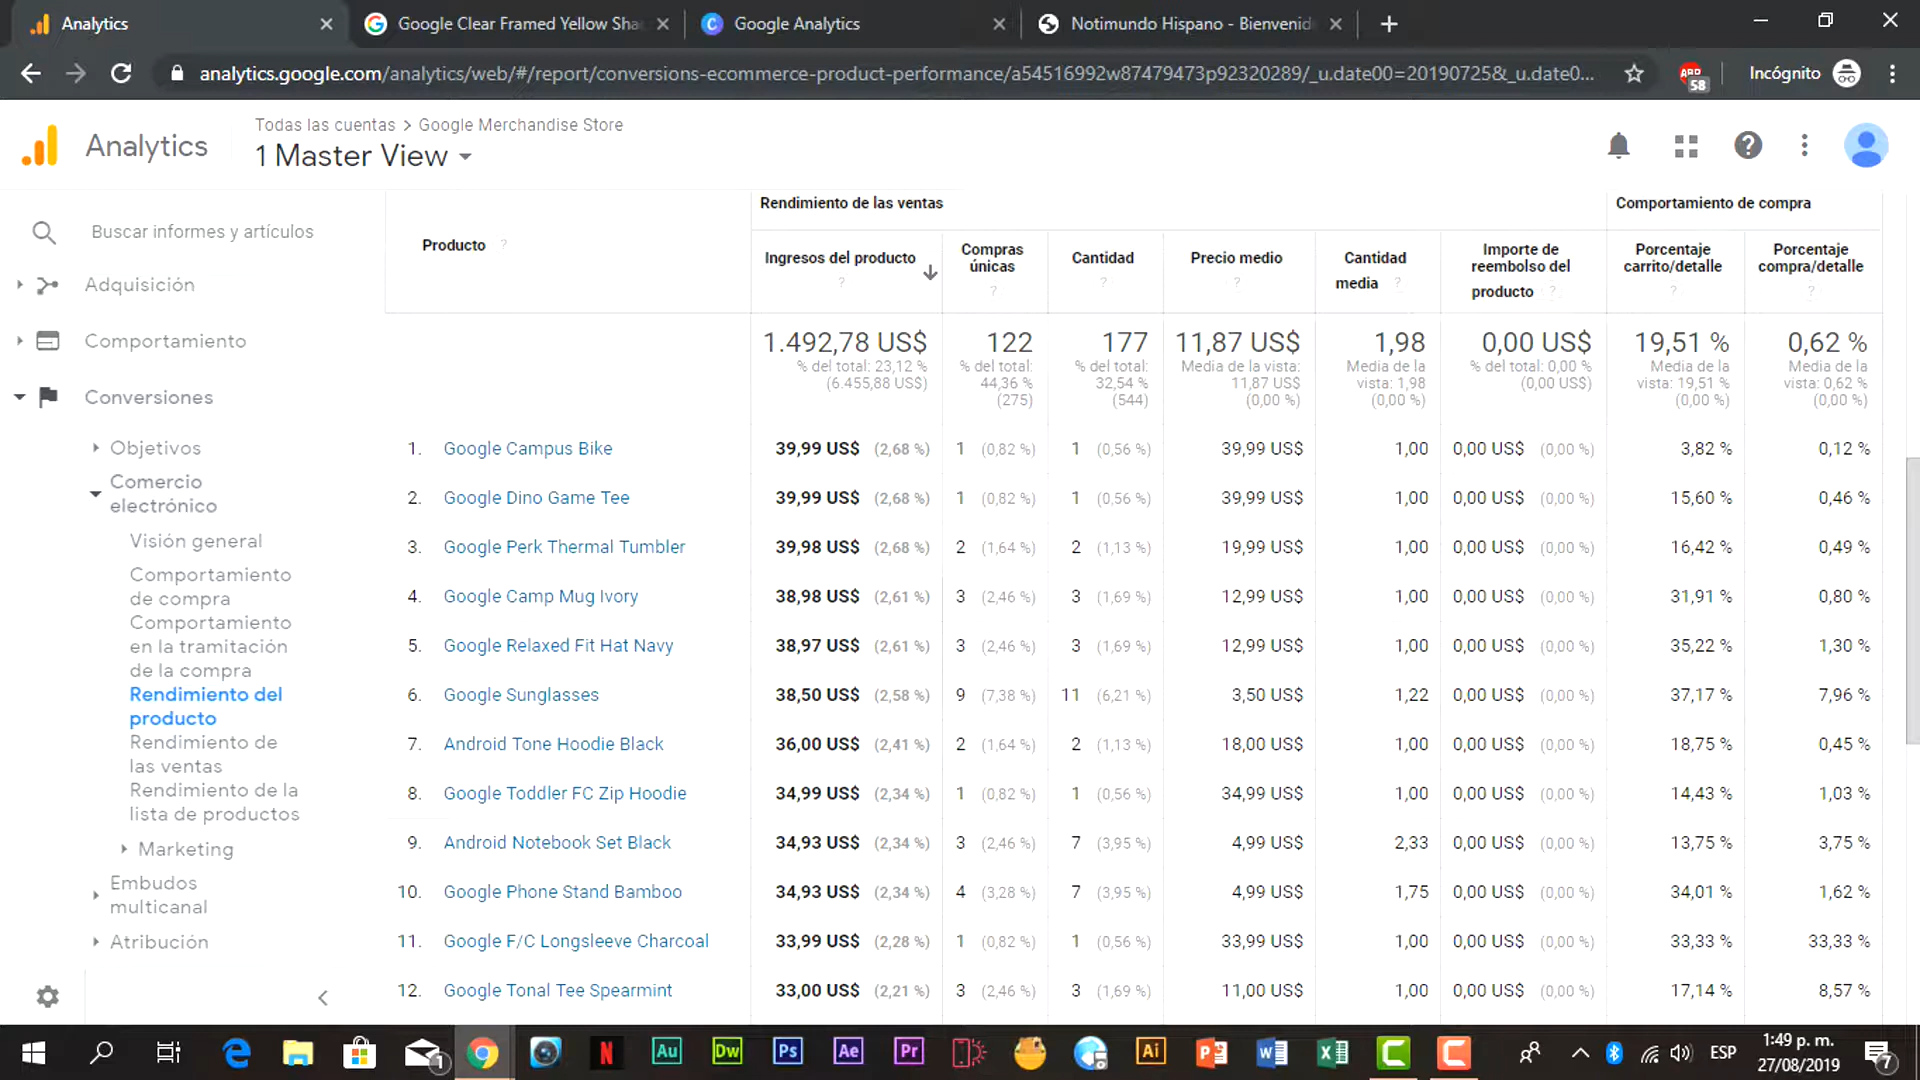 Analytics
Google Clear Framed Yellow Sha
Google Analytics
Notimundo Hispano - Bienvenid
analytics.google.com/analytics/web/#/report/conversions-ecommerce-product-performance/a54516992w87479473p92320289/_u.date00=20190725&_u.date0...
ABP
58
Incógnito
Analytics
Todas las cuentas > Google Merchandise Store
1 Master View
Buscar informes y artículos
Adquisición
Comportamiento
Conversiones
Objetivos
Comercio
electrónico
Visión general
Comportamiento
de compra
Comportamiento
en la tramitación
de la compra
Rendimiento del
producto
Rendimiento de
las ventas
Rendimiento de la
lista de productos
Marketing
Embudos
multicanal
Atribución
Rendimiento de las ventas
Comportamiento de compra
Producto ?
Ingresos del producto
?
Compras
únicas
?
Cantidad
?
Precio medio
?
Cantidad
media ?
Importe de
reembolso del
producto ?
Porcentaje
carrito/detalle
?
Porcentaje
compra/detalle
?
1.492,78 US$
% del total: 23,12 %
(6.455,88 US$)
122
% del total:
44,36 %
(275)
177
% del total:
32,54 %
(544)
11,87 US$
Media de la vista:
11,87 US$
(0,00 %)
1,98
Media de la
vista: 1,98
(0,00 %)
0,00 US$
% del total: 0,00 %
(0,00 US$)
19,51 %
Media de la
vista: 19,51 %
(0,00 %)
0,62 %
Media de la
vista: 0,62 %
(0,00 %)
1. Google Campus Bike 39,99 US$ (2,68 %) 1 (0,82 %) 1 (0,56 %) 39,99 US$ 1,00 0,00 US$ (0,00 %) 3,82 % 0,12 %
2. Google Dino Game Tee 39,99 US$ (2,68 %) 1 (0,82 %) 1 (0,56 %) 39,99 US$ 1,00 0,00 US$ (0,00 %) 15,60 % 0,46 %
3. Google Perk Thermal Tumbler 39,98 US$ (2,68 %) 2 (1,64 %) 2 (1,13 %) 19,99 US$ 1,00 0,00 US$ (0,00 %) 16,42 % 0,49 %
4. Google Camp Mug Ivory 38,98 US$ (2,61 %) 3 (2,46 %) 3 (1,69 %) 12,99 US$ 1,00 0,00 US$ (0,00 %) 31,91 % 0,80 %
5. Google Relaxed Fit Hat Navy 38,97 US$ (2,61 %) 3 (2,46 %) 3 (1,69 %) 12,99 US$ 1,00 0,00 US$ (0,00 %) 35,22 % 1,30 %
6. Google Sunglasses 38,50 US$ (2,58 %) 9 (7,38 %) 11 (6,21 %) 3,50 US$ 1,22 0,00 US$ (0,00 %) 37,17 % 7,96 %
7. Android Tone Hoodie Black 36,00 US$ (2,41 %) 2 (1,64 %) 2 (1,13 %) 18,00 US$ 1,00 0,00 US$ (0,00 %) 18,75 % 0,45 %
8. Google Toddler FC Zip Hoodie 34,99 US$ (2,34 %) 1 (0,82 %) 1 (0,56 %) 34,99 US$ 1,00 0,00 US$ (0,00 %) 14,43 % 1,03 %
9. Android Notebook Set Black 34,93 US$ (2,34 %) 3 (2,46 %) 7 (3,95 %) 4,99 US$ 2,33 0,00 US$ (0,00 %) 13,75 % 3,75 %
10. Google Phone Stand Bamboo 34,93 US$ (2,34 %) 4 (3,28 %) 7 (3,95 %) 4,99 US$ 1,75 0,00 US$ (0,00 %) 34,01 % 1,62 %
11. Google F/C Longsleeve Charcoal 33,99 US$ (2,28 %) 1 (0,82 %) 1 (0,56 %) 33,99 US$ 1,00 0,00 US$ (0,00 %) 33,33 % 33,33 %
12. Google Tonal Tee Spearmint 33,00 US$ (2,21 %) 3 (2,46 %) 3 (1,69 %) 11,00 US$ 1,00 0,00 US$ (0,00 %) 17,14 % 8,57 %
1 N Au Dw Ps Ae Pr Ai ESP
1:49 p. m.
27/08/2019
7